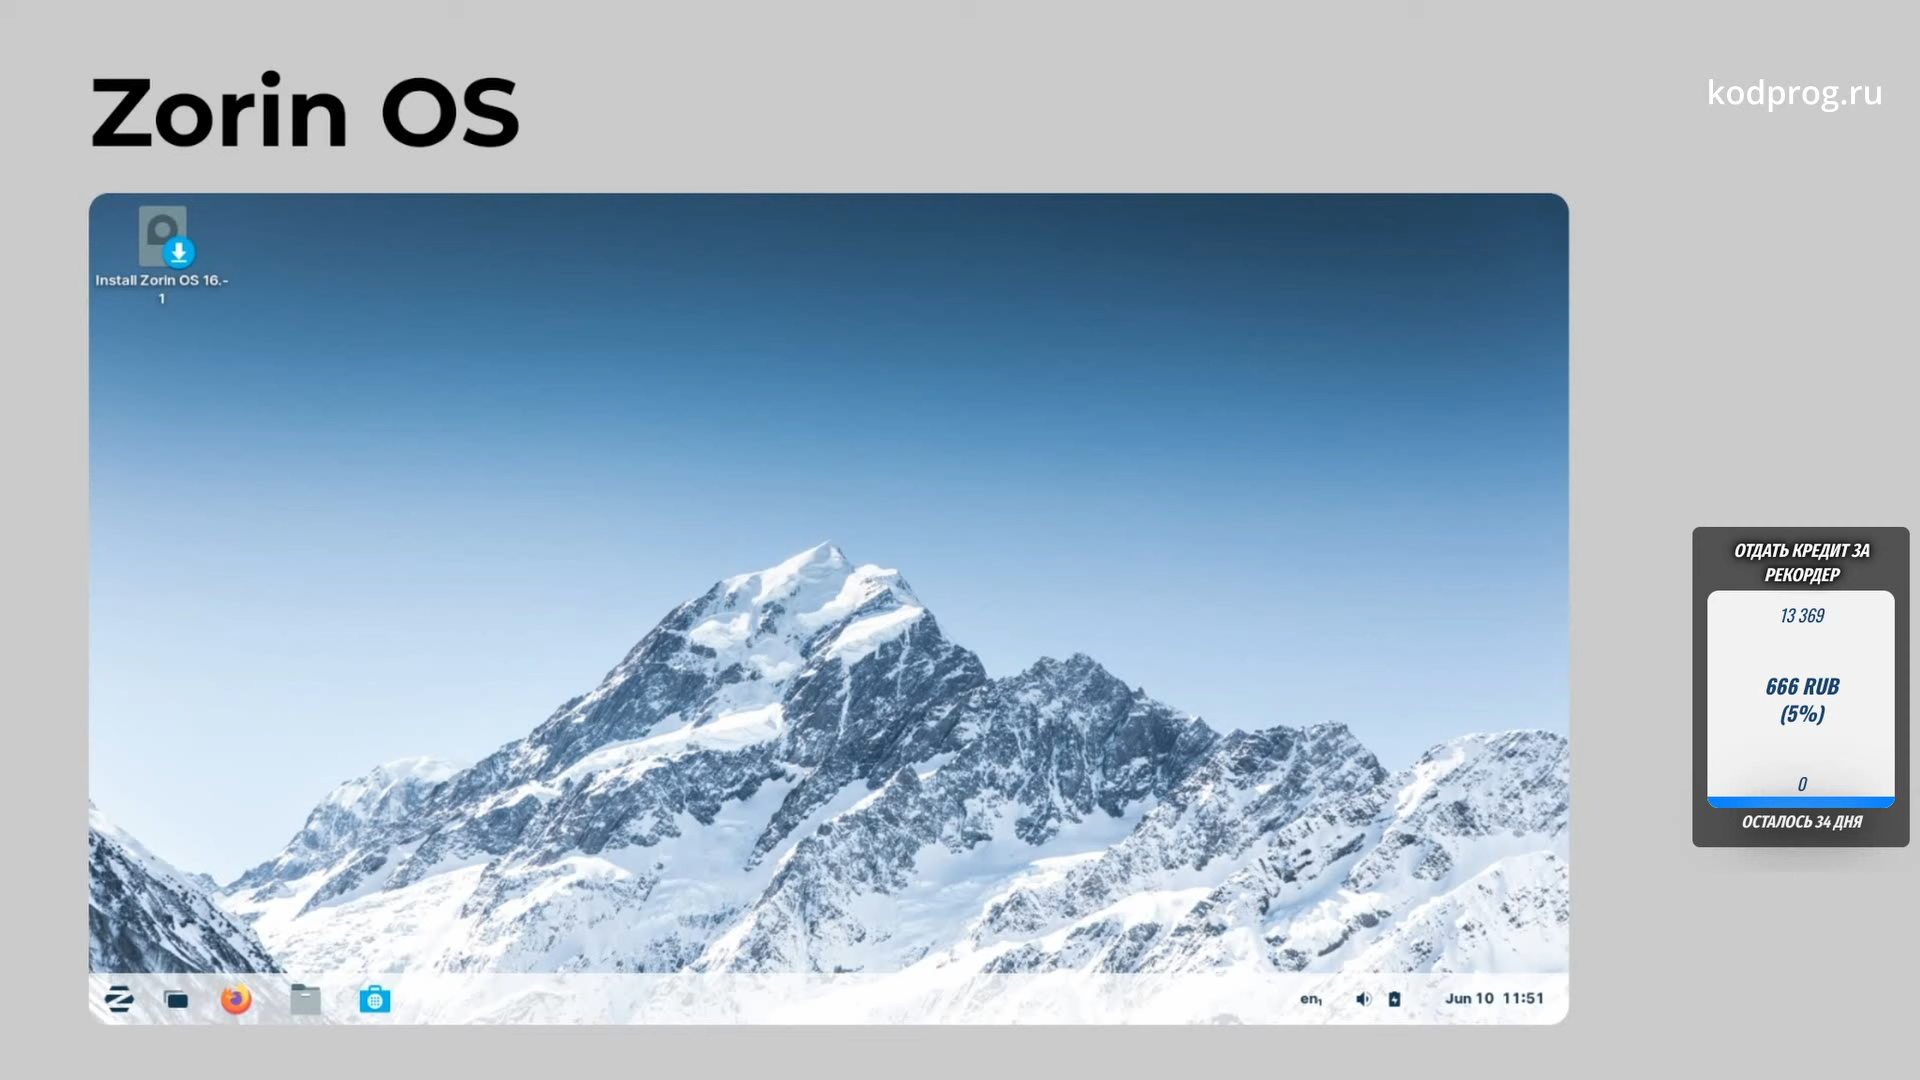 Zorin OS
kodprog.ru
Install Zorin OS 16.-
1
ОТДАТЬ КРЕДИТ ЗА
РЕКОРДЕР
13 369
666 RUB
(5%)
0
ОСТАЛОСЬ 34 ДНЯ
en₁
Jun 10 11:51